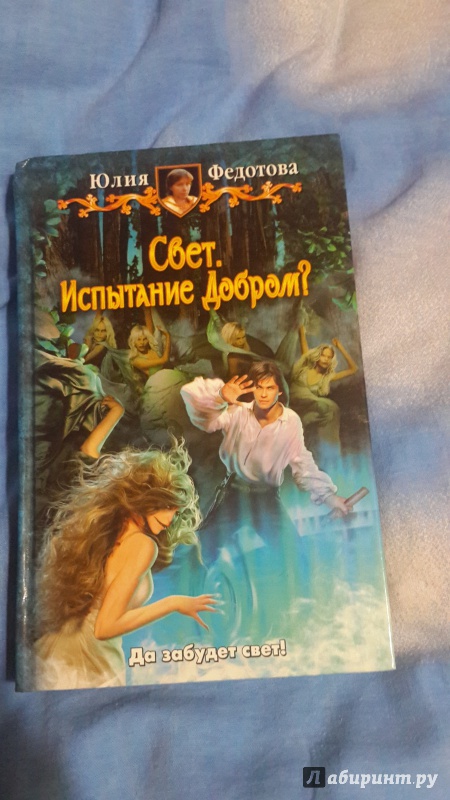 Юлия Федотова
Свет.
Испытание Добром?
Да забудет свет!
Лабиринт.ру